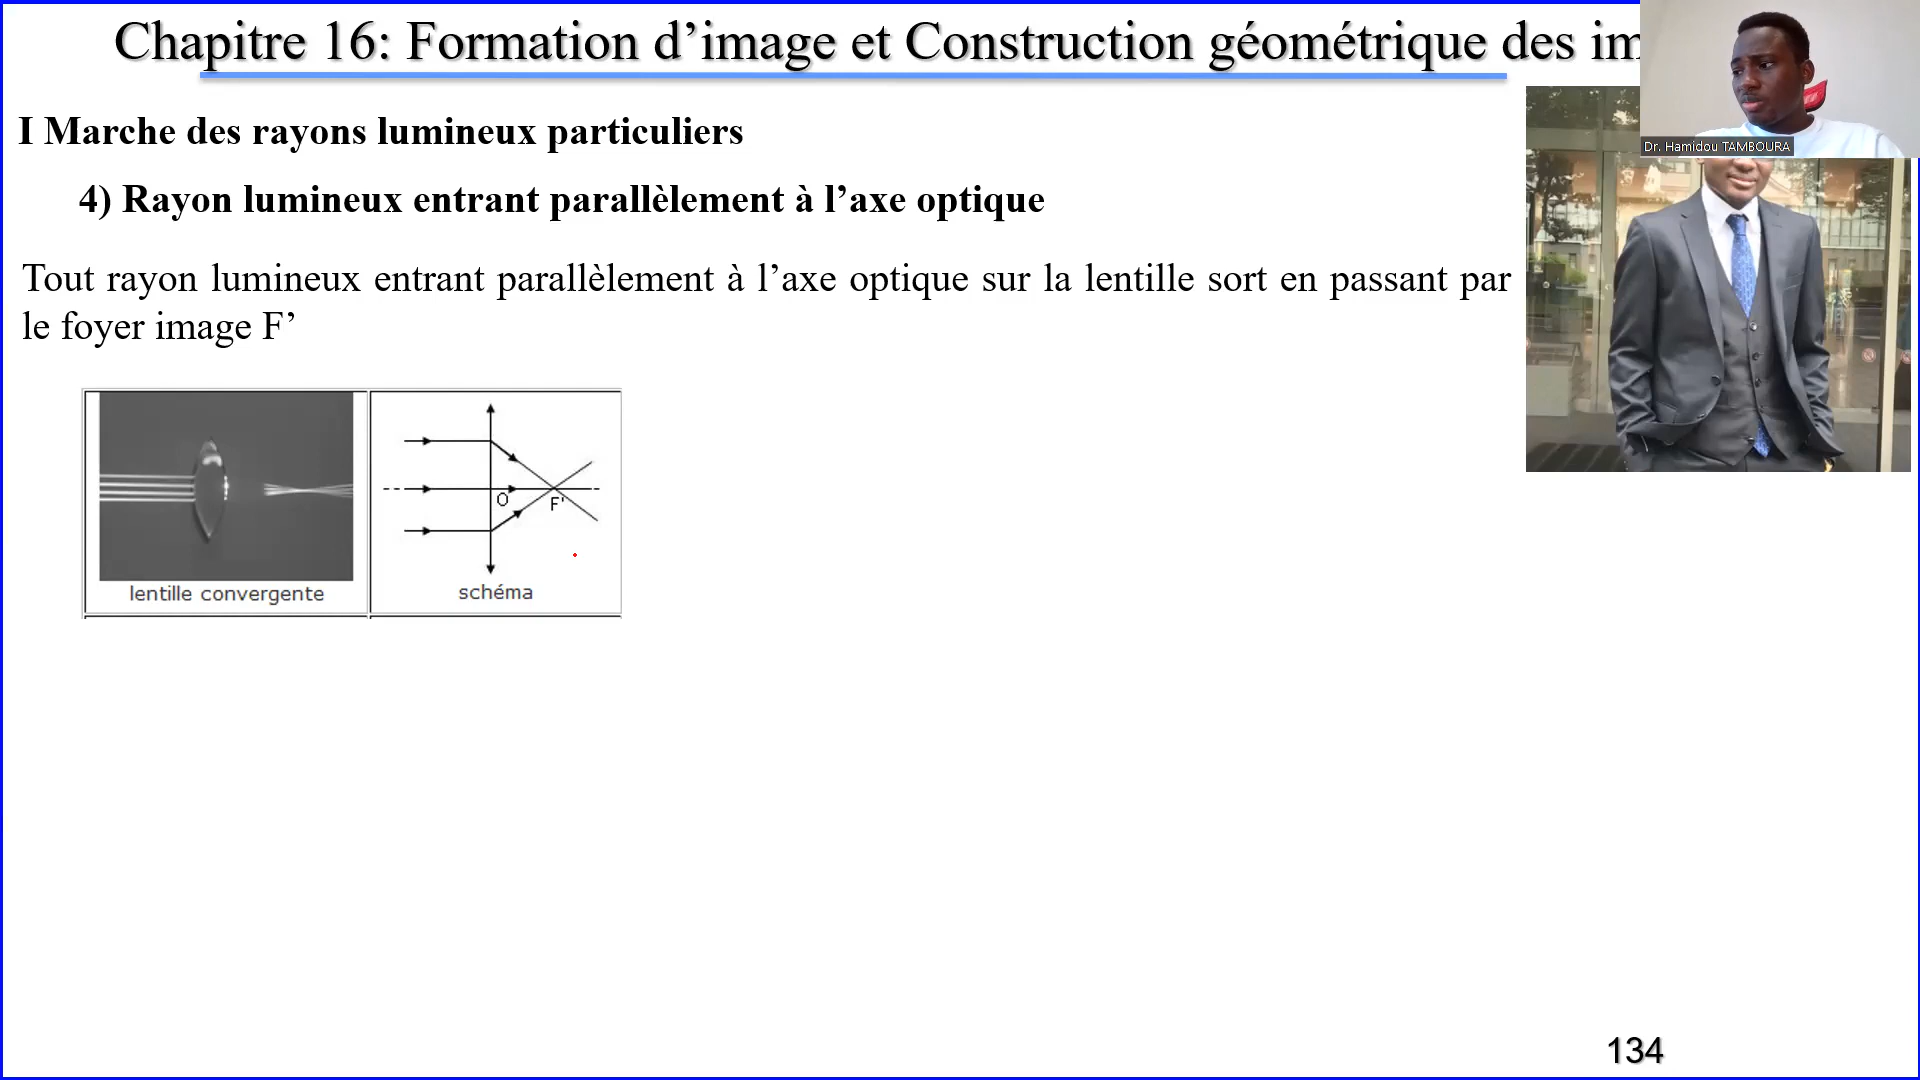 Chapitre 16: Formation d’image et Construction géométrique des im
Dr. Hamidou TAMBOURA
I Marche des rayons lumineux particuliers
4) Rayon lumineux entrant parallèlement à l’axe optique
Tout rayon lumineux entrant parallèlement à l’axe optique sur la lentille sort en passant par
le foyer image F’
O
F'
lentille convergente
schéma
134